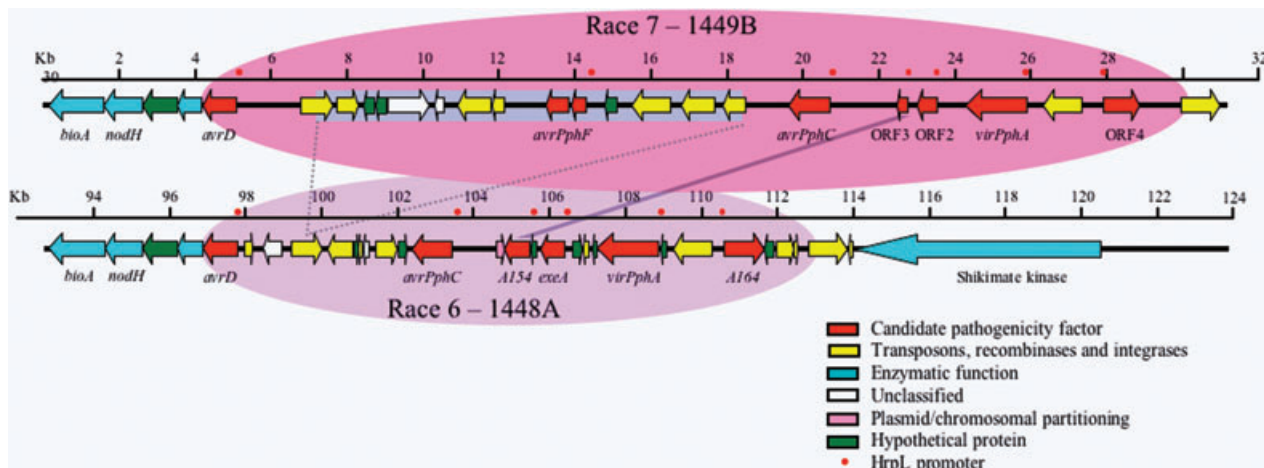 Race 7 – 1449B
Kb 2 4 6 8 10 12 14 16 18 20 22 24 26 28 32
30
bioA nodH avrD avrPphF avrPphC ORF3 ORF2 virPphA ORF4
Kb 94 96 98 100 102 104 106 108 110 112 114 116 118 120 122 124
bioA nodH avrD avrPphC A154 exeA virPphA A164 Shikimate kinase
Race 6 – 1448A
Candidate pathogenicity factor
Transposons, recombinases and integrases
Enzymatic function
Unclassified
Plasmid/chromosomal partitioning
Hypothetical protein
HrpL promoter